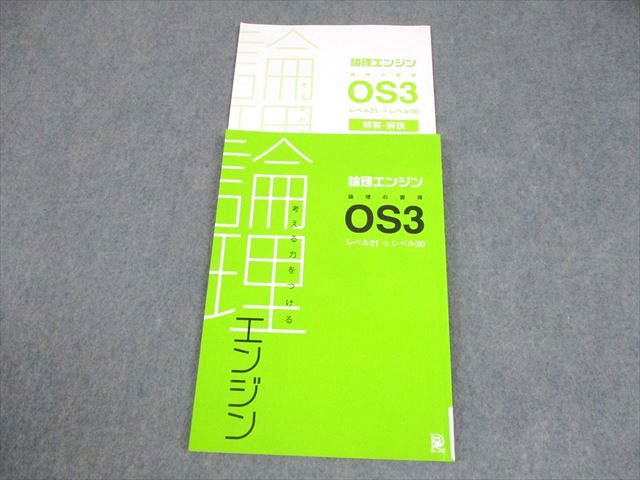 論理エンジン
論理の習得
OS3
レベル21→レベル30
解答・解説
論理
論理エンジン
論理の習得
OS3
レベル21→レベル30
論理
考える力をつける
エンジン